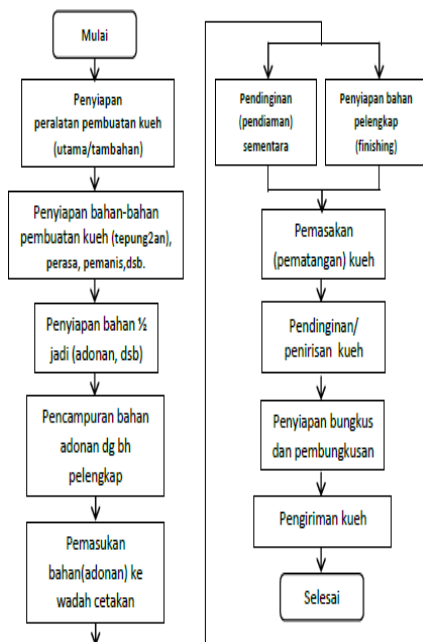 Mulai
Penyiapan
peralatan pembuatan kueh
(utama/tambahan)
Penyiapan bahan-bahan
pembuatan kueh (tepung2an),
perasa, pemanis,dsb.
Penyiapan bahan ½
jadi (adonan, dsb)
Pencampuran bahan
adonan dg bh
pelengkap
Pemasukan
bahan(adonan) ke
wadah cetakan
Pendinginan
(pendiaman)
sementara
Penyiapan bahan
pelengkap
(finishing)
Pemasakan
(pematangan) kueh
Pendinginan/
penirisan kueh
Penyiapan bungkus
dan pembungkusan
Pengiriman kueh
Selesai